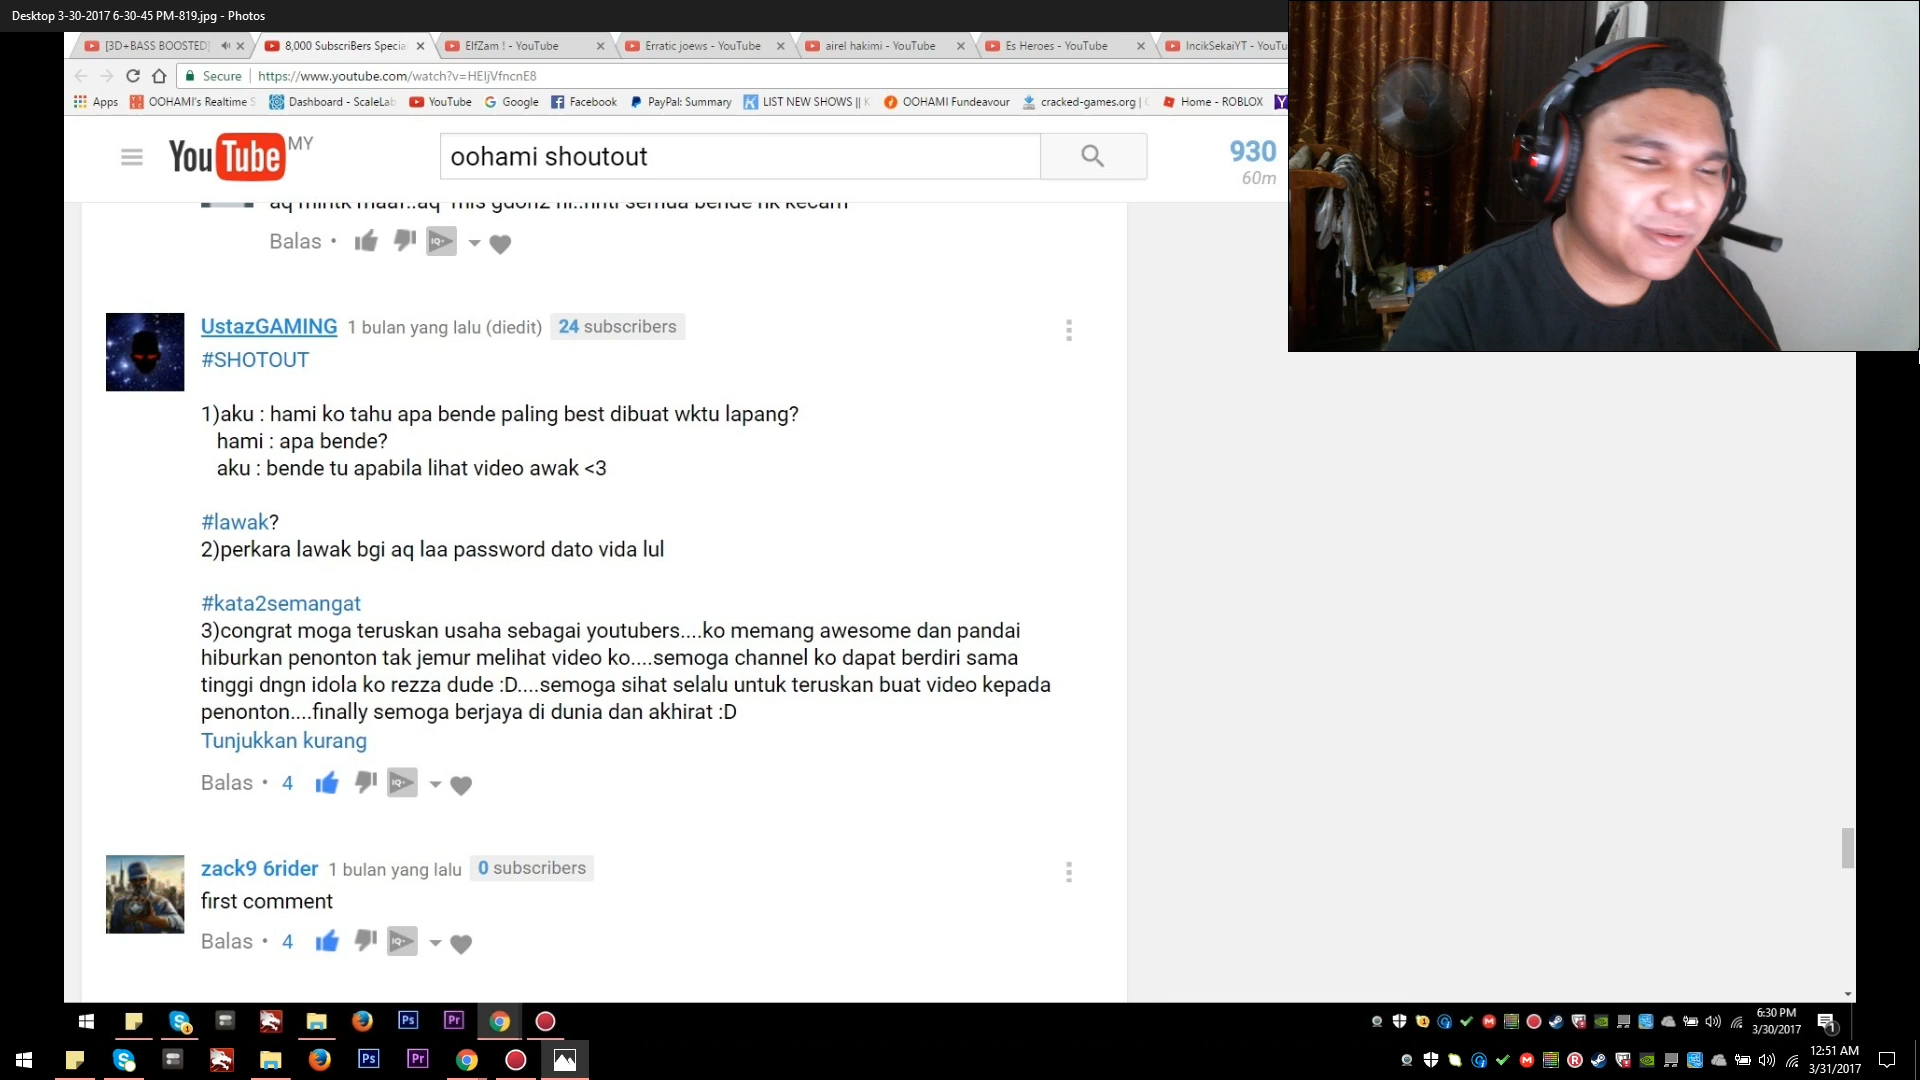 Desktop 3-30-2017 6-30-45 PM-819.jpg - Photos
[3D+BASS BOOSTED]
8,000 SubscriBers Specia
ElfZam ! - YouTube
Erratic joews - YouTube
airel hakimi - YouTube
Es Heroes - YouTube
IncikSekaiYT - YouTu
Secure
https://www.youtube.com/watch?v=HEIjVfncnE8
Apps
OOHAMI's Realtime S
Dashboard - ScaleLab
YouTube
Google
Facebook
PayPal: Summary
LIST NEW SHOWS || K
OOHAMI Fundeavour
cracked-games.org |
Home - ROBLOX
YouTube MY
oohami shoutout
930
60m
aq mintk maaf..aq
semua bende nk kecam
Balas
UstazGAMING 1 bulan yang lalu (diedit) 24 subscribers
#SHOTOUT
1)aku : hami ko tahu apa bende paling best dibuat wktu lapang?
hami : apa bende?
aku : bende tu apabila lihat video awak <3
#lawak?
2)perkara lawak bgi aq laa password dato vida lul
#kata2semangat
3)congrat moga teruskan usaha sebagai youtubers....ko memang awesome dan pandai
hiburkan penonton tak jemur melihat video ko....semoga channel ko dapat berdiri sama
tinggi dngn idola ko rezza dude :D....semoga sihat selalu untuk teruskan buat video kepada
penonton....finally semoga berjaya di dunia dan akhirat :D
Tunjukkan kurang
Balas • 4
zack9 6rider 1 bulan yang lalu 0 subscribers
first comment
Balas • 4
6:30 PM
3/30/2017
12:51 AM
3/31/2017